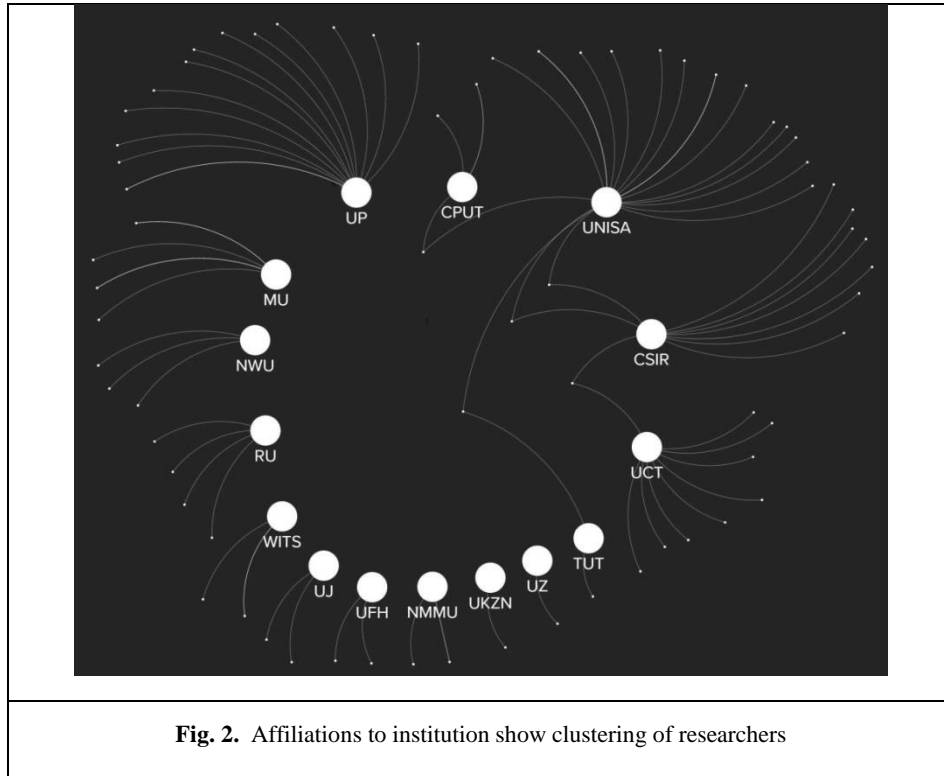 UP
CPUT
UNISA
MU
NWU
CSIR
RU
UCT
WITS
UJ
UFH
NMMU
UKZN
UZ
TUT
Fig. 2. Affiliations to institution show clustering of researchers